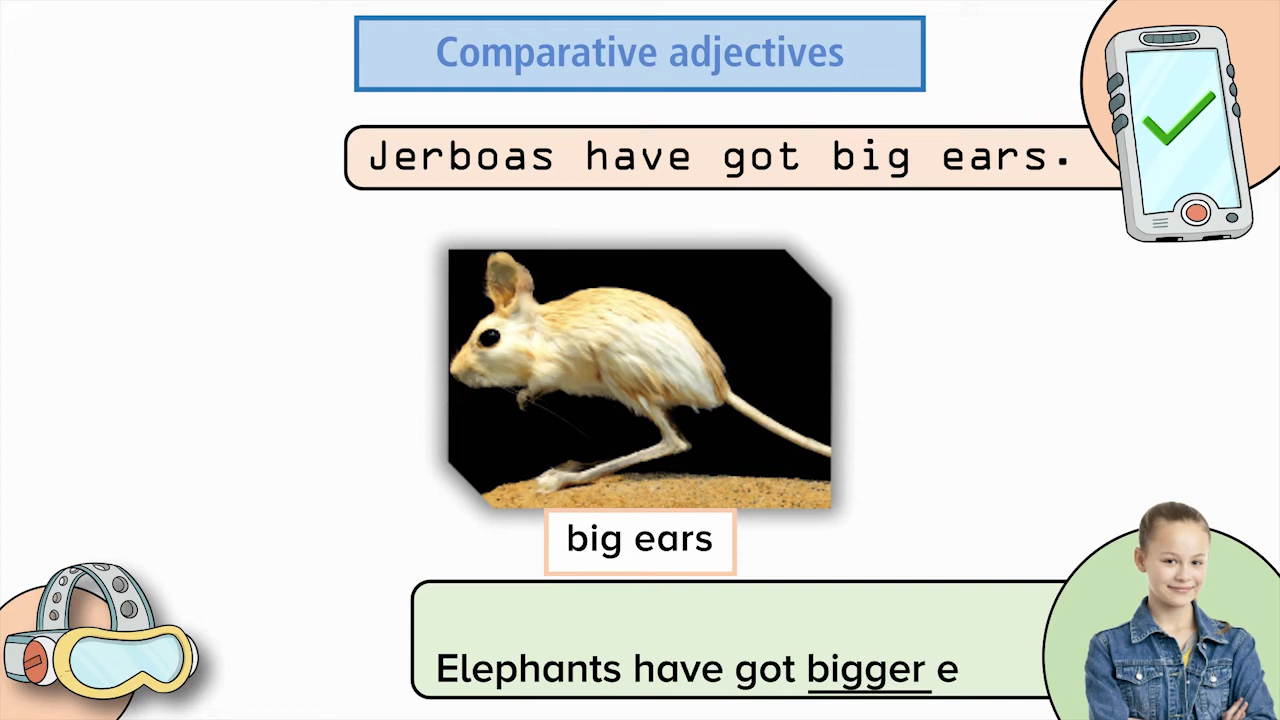 Comparative adjectives
Jerboas have got big ears.
big ears
Elephants have got bigger e